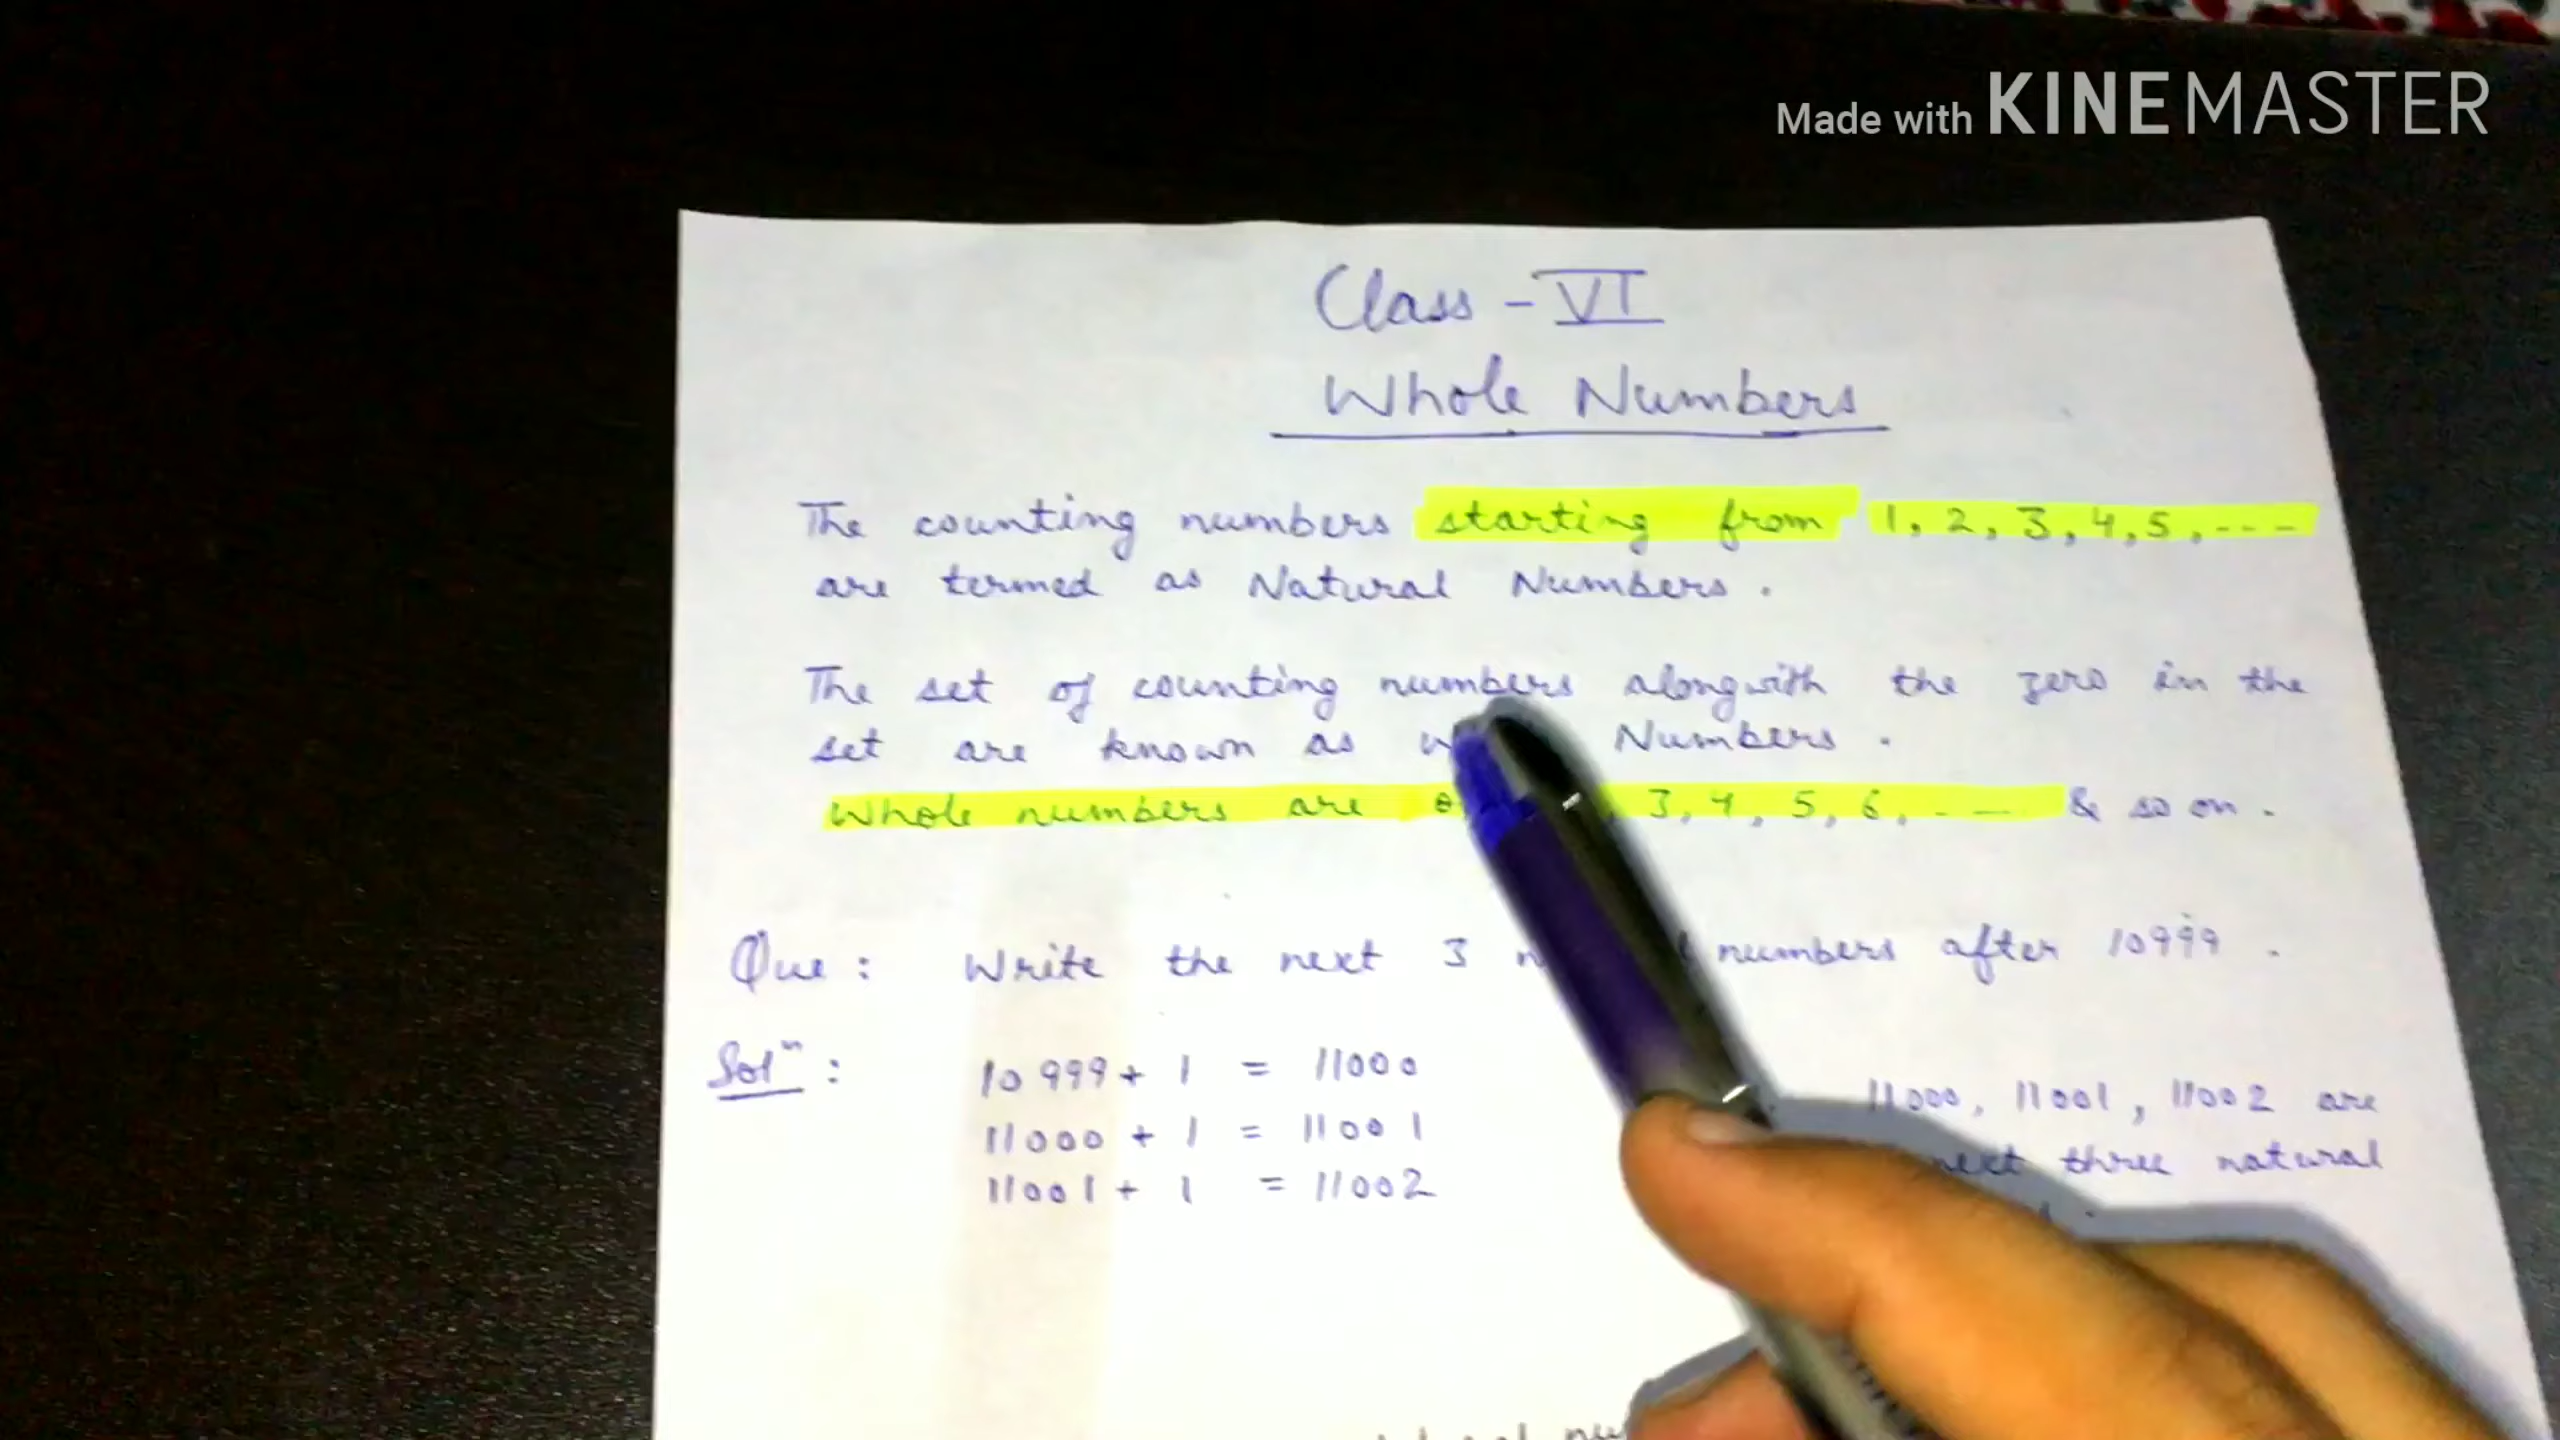 Made with KINEMASTER
Class - VI
Whole Numbers
The counting numbers starting from 1, 2, 3, 4, 5, ---
are termed as Natural Numbers.
The set of counting numbers alongwith the zero in the
set are known as Numbers.
Whole numbers are 0, 3, 4, 5, 6, --- & so on.
Que: Write the next 3 numbers after 10999.
Solⁿ:
10999 + 1 = 11000
11000 + 1 = 11001
11001 + 1 = 11002
11000, 11001, 11002 are
next three natural